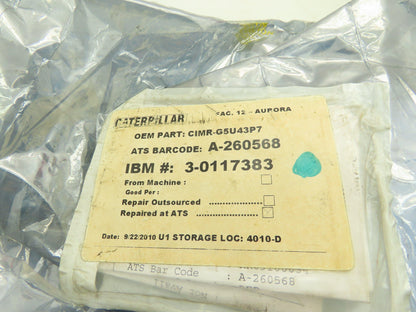 CATERPILLAR FAC. 12 - AURORA
OEM PART: CIMR-G5U43P7
ATS BARCODE: A-260568
IBM #: 3-0117383
From Machine :
Good Per :
Repair Outsourced
Repaired at ATS
Date: 9/22/2010 U1 STORAGE LOC: 4010-D
ATS Bar Code : A-260568